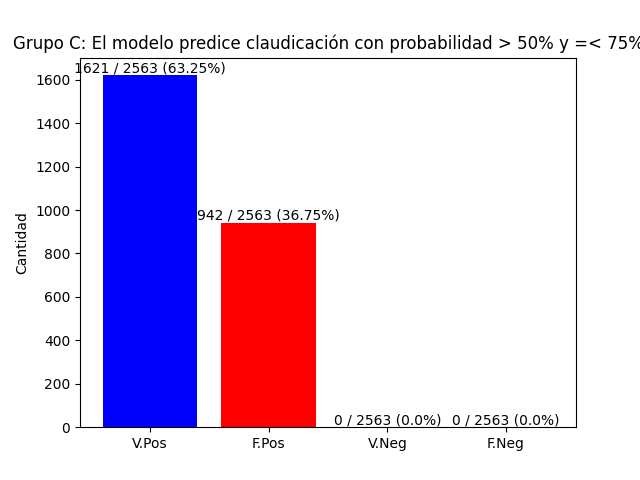 Grupo C: El modelo predice claudicación con probabilidad > 50% y =< 75%
1621 / 2563 (63.25%)
942 / 2563 (36.75%)
0 / 2563 (0.0%)
0 / 2563 (0.0%)
Cantidad
1600
1400
1200
1000
800
600
400
200
0
V.Pos
F.Pos
V.Neg
F.Neg